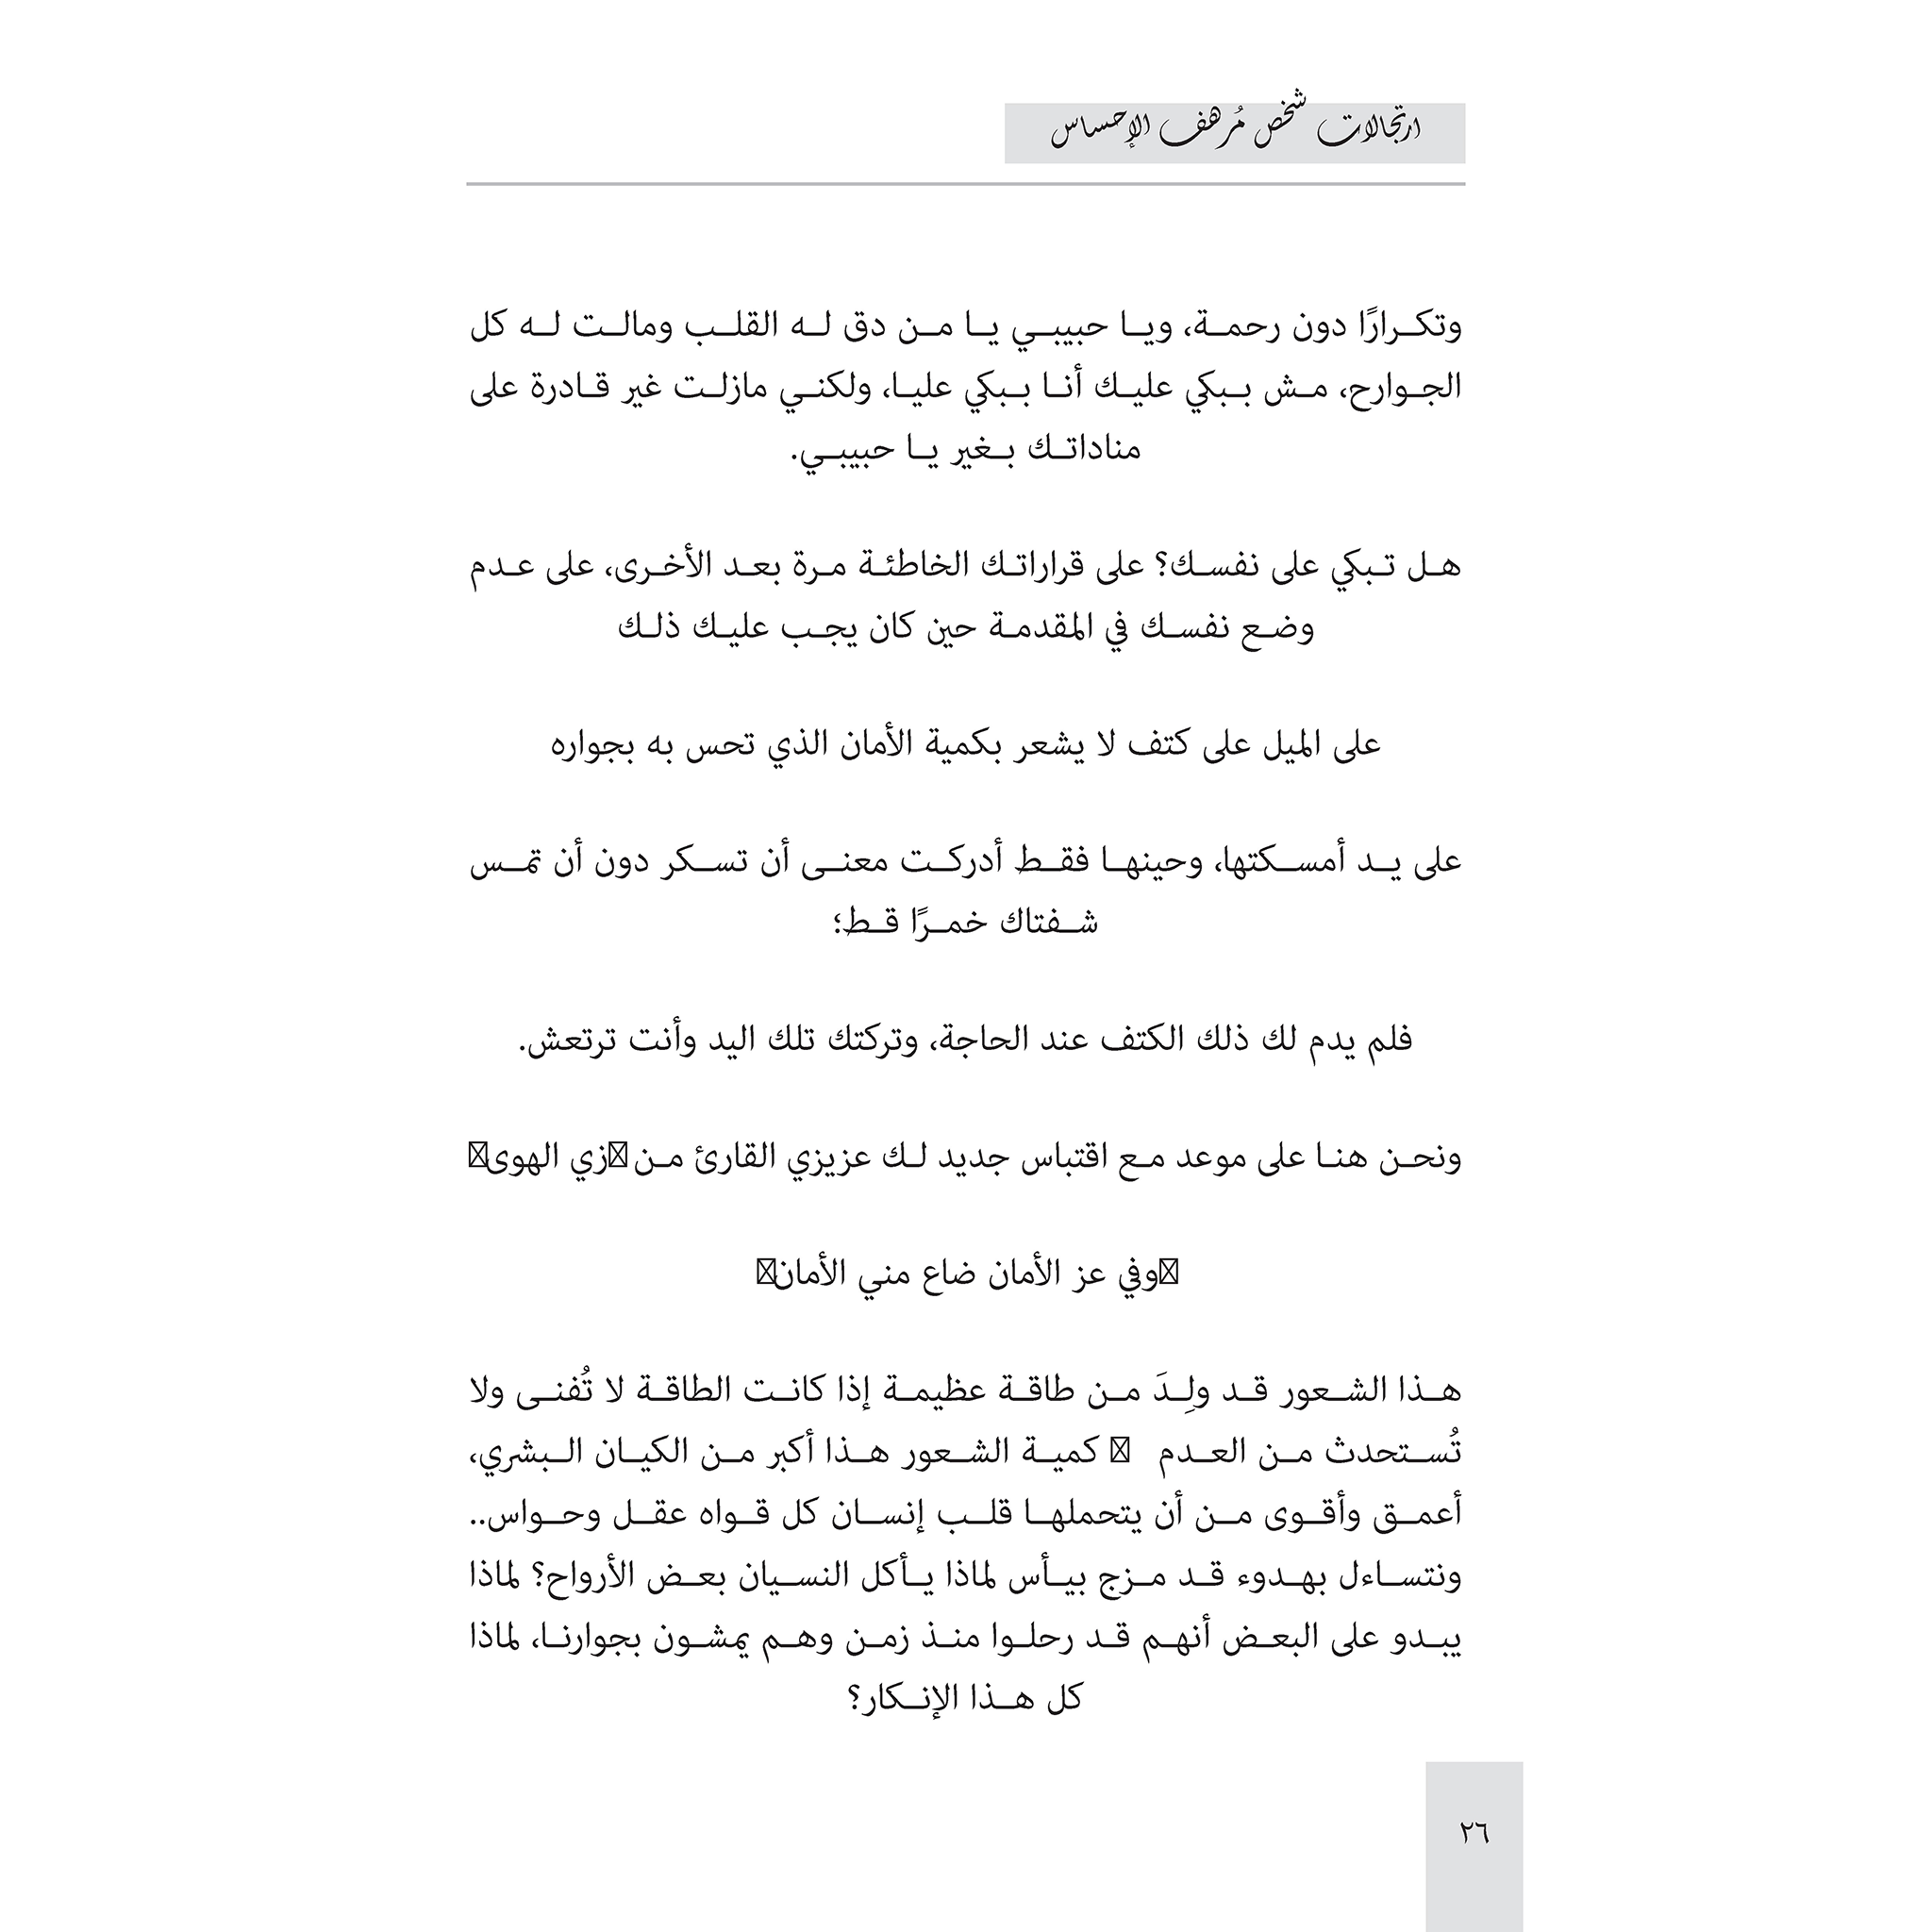 ارتجالات شخص مُرهف الإحساس
وتكرارًا دون رحمة، ويا حبيبي يا من دق له القلب ومالت له كل
الجوارح، مش ببكي عليك أنا ببكي عليا، ولكني مازلت غير قادرة على
مناداتك بغير يا حبيبي.
هل تبكي على نفسك؟ على قراراتك الخاطئة مرة بعد الأخرى، على عدم
وضع نفسك في المقدمة حين كان يجب عليك ذلك
على الميل على كتف لا يشعر بكمية الأمان الذي تحس به بجواره
على يد أمسكتها، وحينها فقط أدركت معنى أن تسكر دون أن تمس
شفتاك خمرًا قط؛
فلم يدم لك ذلك الكتف عند الحاجة، وتركتك تلك اليد وأنت ترتعش.
ونحن هنا على موعد مع اقتباس جديد لك عزيزي القارئ من زي الهوى
وفي عز الأمان ضاع مني الأمان
هذا الشعور قد ولِدَ من طاقة عظيمة إذا كانت الطاقة لا تُفنى ولا
تُستحدث من العدم كمية الشعور هذا أكبر من الكيان البشري،
أعمق وأقوى من أن يتحملها قلب إنسان كل قواه عقل وحواس..
ونتساءل بهدوء قد مزج بيأس لماذا يأكل النسيان بعض الأرواح؟ لماذا
يبدو على البعض أنهم قد رحلوا منذ زمن وهم يمشون بجوارنا، لماذا
كل هذا الإنكار؟
٢٦